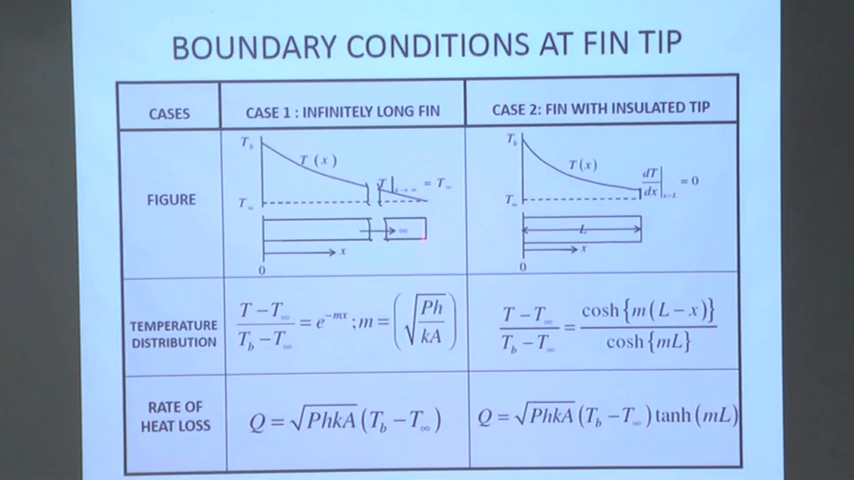 BOUNDARY CONDITIONS AT FIN TIP
CASES
CASE 1 : INFINITELY LONG FIN
CASE 2: FIN WITH INSULATED TIP
FIGURE
T_b
T(x)
T|_{x→∞} = T_∞
T_∞
∞
x
0
T_b
T(x)
dT/dx|_{x=L} = 0
T_∞
L
x
0
TEMPERATURE
DISTRIBUTION
(T − T_∞)/(T_b − T_∞) = e^{−mx} ; m = (√(Ph/kA))
(T − T_∞)/(T_b − T_∞) = cosh{m(L−x)}/cosh{mL}
RATE OF
HEAT LOSS
Q = √(PhkA) (T_b − T_∞)
Q = √(PhkA) (T_b − T_∞) tanh(mL)